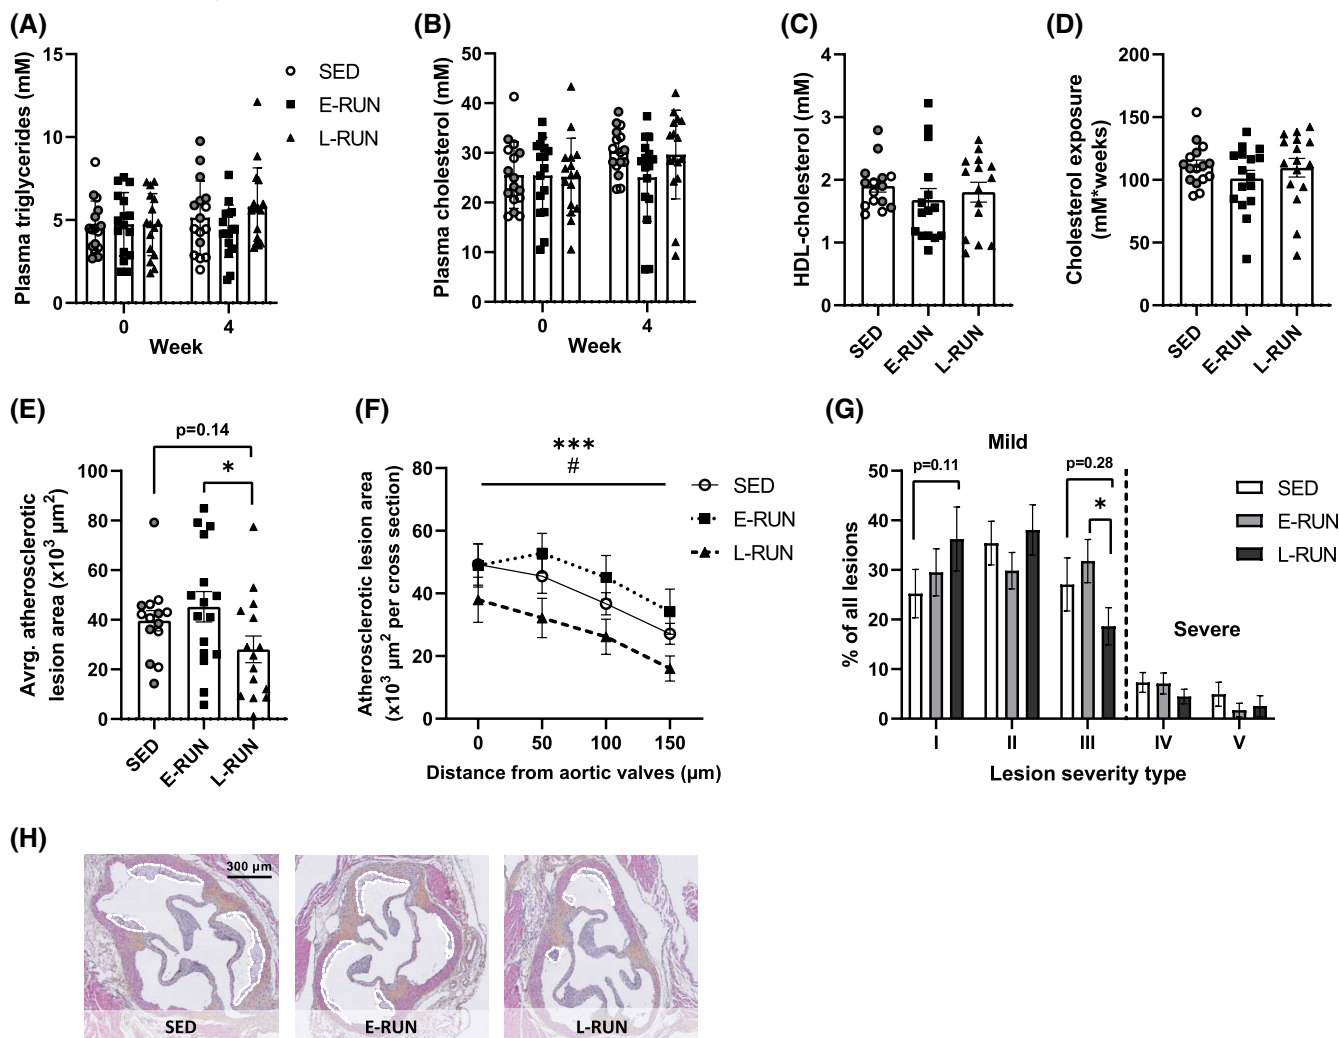 (A)
Plasma triglycerides (mM)
15
10
5
0
0
4
Week
SED
E-RUN
L-RUN
(B)
Plasma cholesterol (mM)
50
40
30
20
10
0
0
4
Week
(C)
HDL-cholesterol (mM)
4
3
2
1
0
SED
E-RUN
L-RUN
(D)
Cholesterol exposure
(mM*weeks)
200
150
100
50
0
SED
E-RUN
L-RUN
(E)
p=0.14
*
Avrg. atherosclerotic
lesion area (x10³ µm²)
100
80
60
40
20
0
SED
E-RUN
L-RUN
(F)
***
#
Atherosclerotic lesion area
(x10³ µm² per cross section)
80
60
40
20
0
0
50
100
150
Distance from aortic valves (µm)
SED
E-RUN
L-RUN
(G)
Mild
p=0.11
p=0.28
*
Severe
% of all lesions
50
40
30
20
10
0
I
II
III
IV
V
Lesion severity type
SED
E-RUN
L-RUN
(H)
300 µm
SED
E-RUN
L-RUN